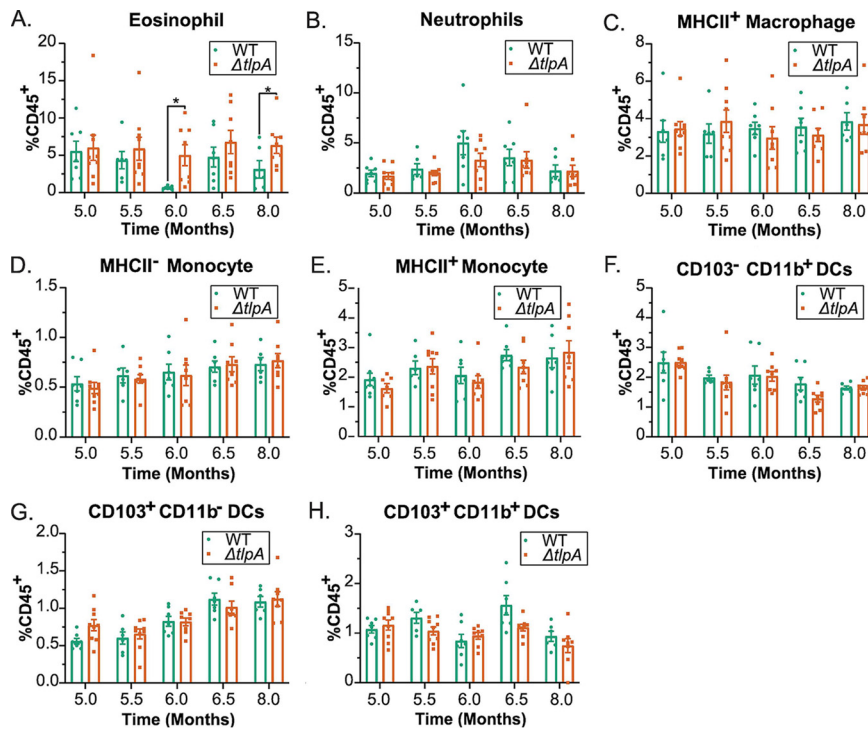 A. Eosinophil
%CD45+
25
20
15
10
5
0
WT
ΔtlpA
*
*
5.0 5.5 6.0 6.5 8.0
Time (Months)
B. Neutrophils
%CD45+
15
10
5
0
WT
ΔtlpA
5.0 5.5 6.0 6.5 8.0
Time (Months)
C. MHCII+ Macrophage
%CD45+
8
6
4
2
0
WT
ΔtlpA
5.0 5.5 6.0 6.5 8.0
Time (Months)
D. MHCII- Monocyte
%CD45+
1.5
1.0
0.5
0.0
WT
ΔtlpA
5.0 5.5 6.0 6.5 8.0
Time (Months)
E. MHCII+ Monocyte
%CD45+
5
4
3
2
1
0
WT
ΔtlpA
5.0 5.5 6.0 6.5 8.0
Time (Months)
F. CD103- CD11b+ DCs
%CD45+
5
4
3
2
1
0
WT
ΔtlpA
5.0 5.5 6.0 6.5 8.0
Time (Months)
G. CD103+ CD11b- DCs
%CD45+
2.0
1.5
1.0
0.5
0.0
WT
ΔtlpA
5.0 5.5 6.0 6.5 8.0
Time (Months)
H. CD103+ CD11b+ DCs
%CD45+
3
2
1
0
WT
ΔtlpA
5.0 5.5 6.0 6.5 8.0
Time (Months)